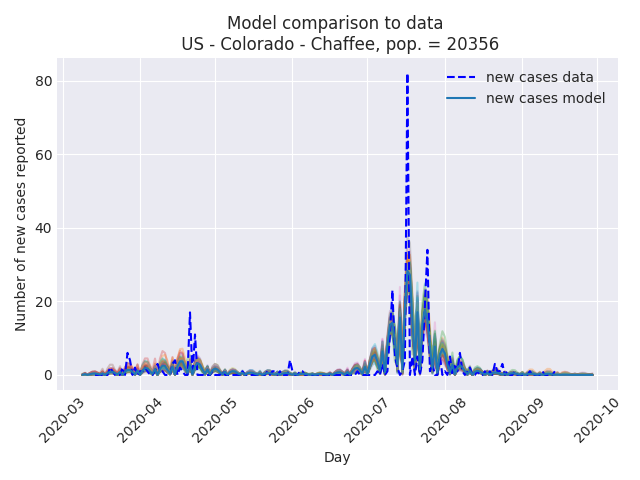 Model comparison to data
US - Colorado - Chaffee, pop. = 20356
new cases data
new cases model
Number of new cases reported
80
60
40
20
0
2020-03
2020-04
2020-05
2020-06
2020-07
2020-08
2020-09
2020-10
Day